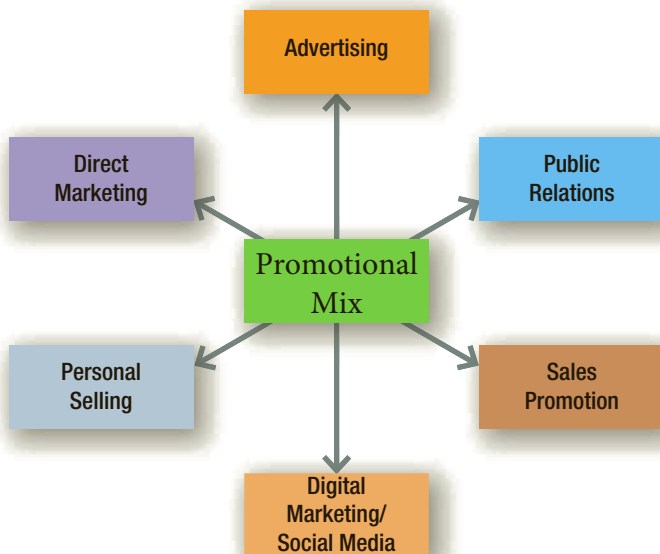 Advertising
Direct
Marketing
Public
Relations
Promotional
Mix
Personal
Selling
Sales
Promotion
Digital
Marketing/
Social Media